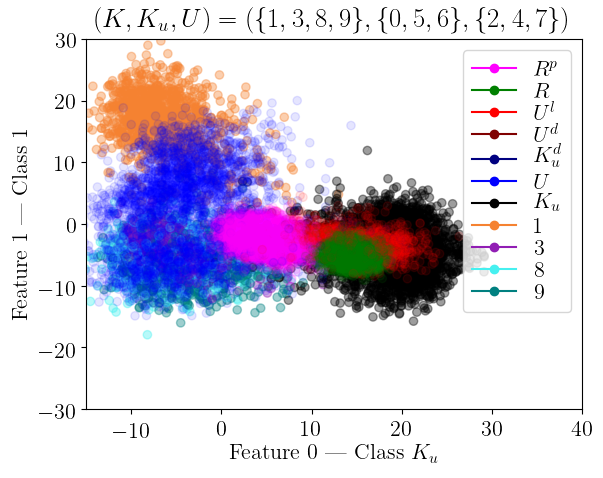 (K, K_u, U) = ({1, 3, 8, 9}, {0, 5, 6}, {2, 4, 7})
30
20
10
0
−10
−20
−30
Feature 1 — Class 1
R^p
R
U^l
U^d
K_u^d
U
K_u
1
3
8
9
−10
0
10
20
30
40
Feature 0 — Class K_u